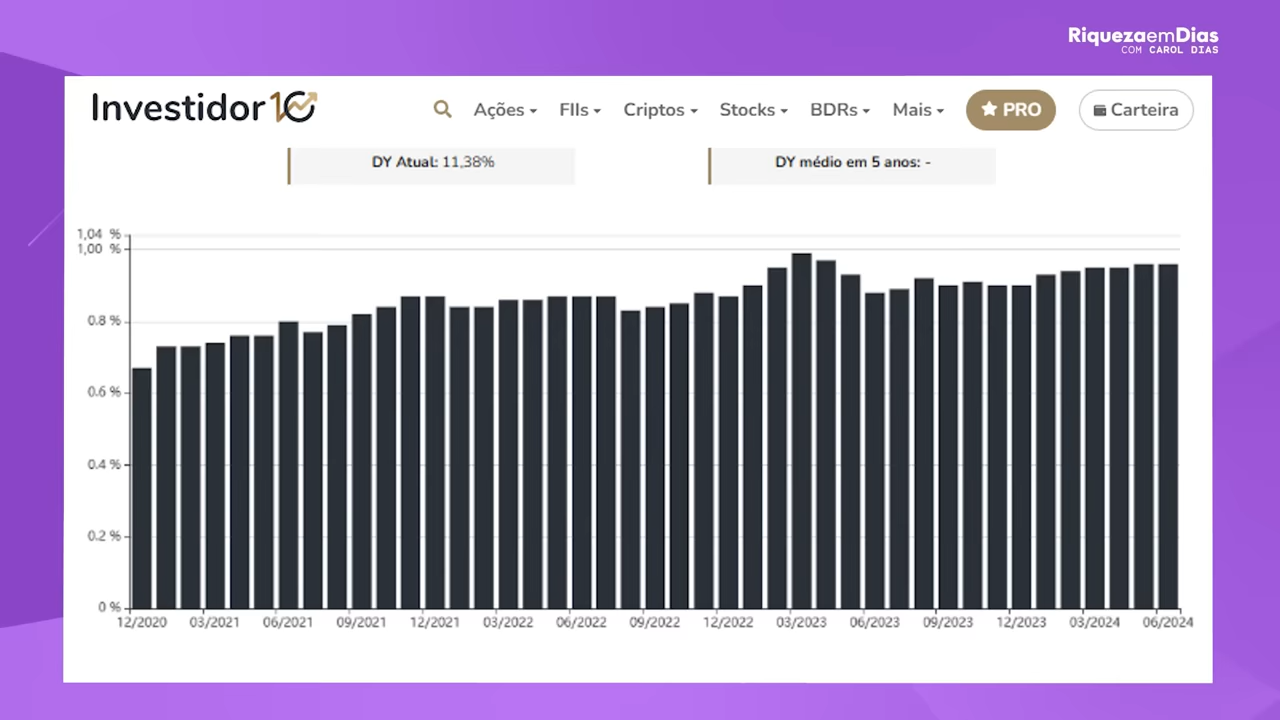 RiquezaemDias
COM CAROL DIAS
Investidor10
Ações FIIs Criptos Stocks BDRs Mais PRO Carteira
DY Atual: 11,38% DY médio em 5 anos: -
1,04 %
1,00 %
0.8 %
0.6 %
0.4 %
0.2 %
0 %
12/2020 03/2021 06/2021 09/2021 12/2021 03/2022 06/2022 09/2022 12/2022 03/2023 06/2023 09/2023 12/2023 03/2024 06/2024